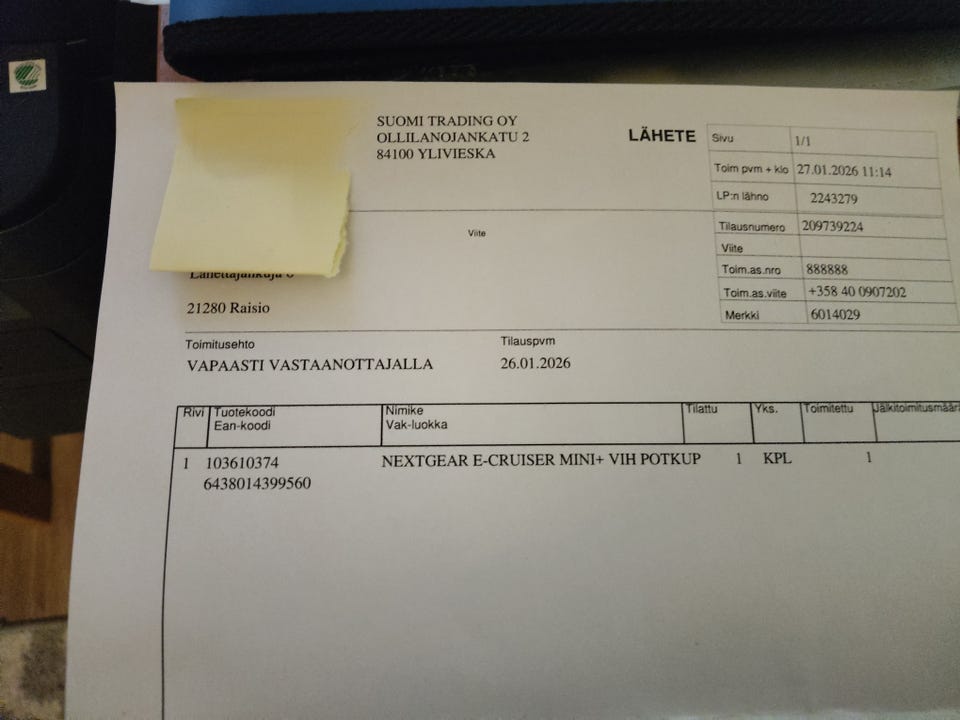 SUOMI TRADING OY
OLLILANOJANKATU 2
84100 YLIVIESKA
LÄHETE
Sivu 1/1
Toim pvm + klo 27.01.2026 11:14
LP:n lähno 2243279
Tilausnumero 209739224
Viite
Toim.as.nro 888888
Toim.as.viite +358 40 0907202
Merkki 6014029
Viite
21280 Raisio
Toimitusehto Tilauspvm
VAPAASTI VASTAANOTTAJALLA 26.01.2026
Rivi Tuotekoodi Nimike Tilattu Yks. Toimitettu Jälkitoimitusmäärä
Ean-koodi Vak-luokka
1 103610374 NEXTGEAR E-CRUISER MINI+ VIH POTKUP 1 KPL 1
6438014399560